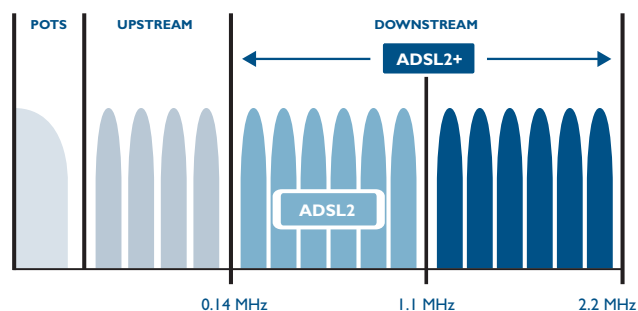 POTS UPSTREAM DOWNSTREAM
ADSL2+
ADSL2
0.14 MHz 1.1 MHz 2.2 MHz